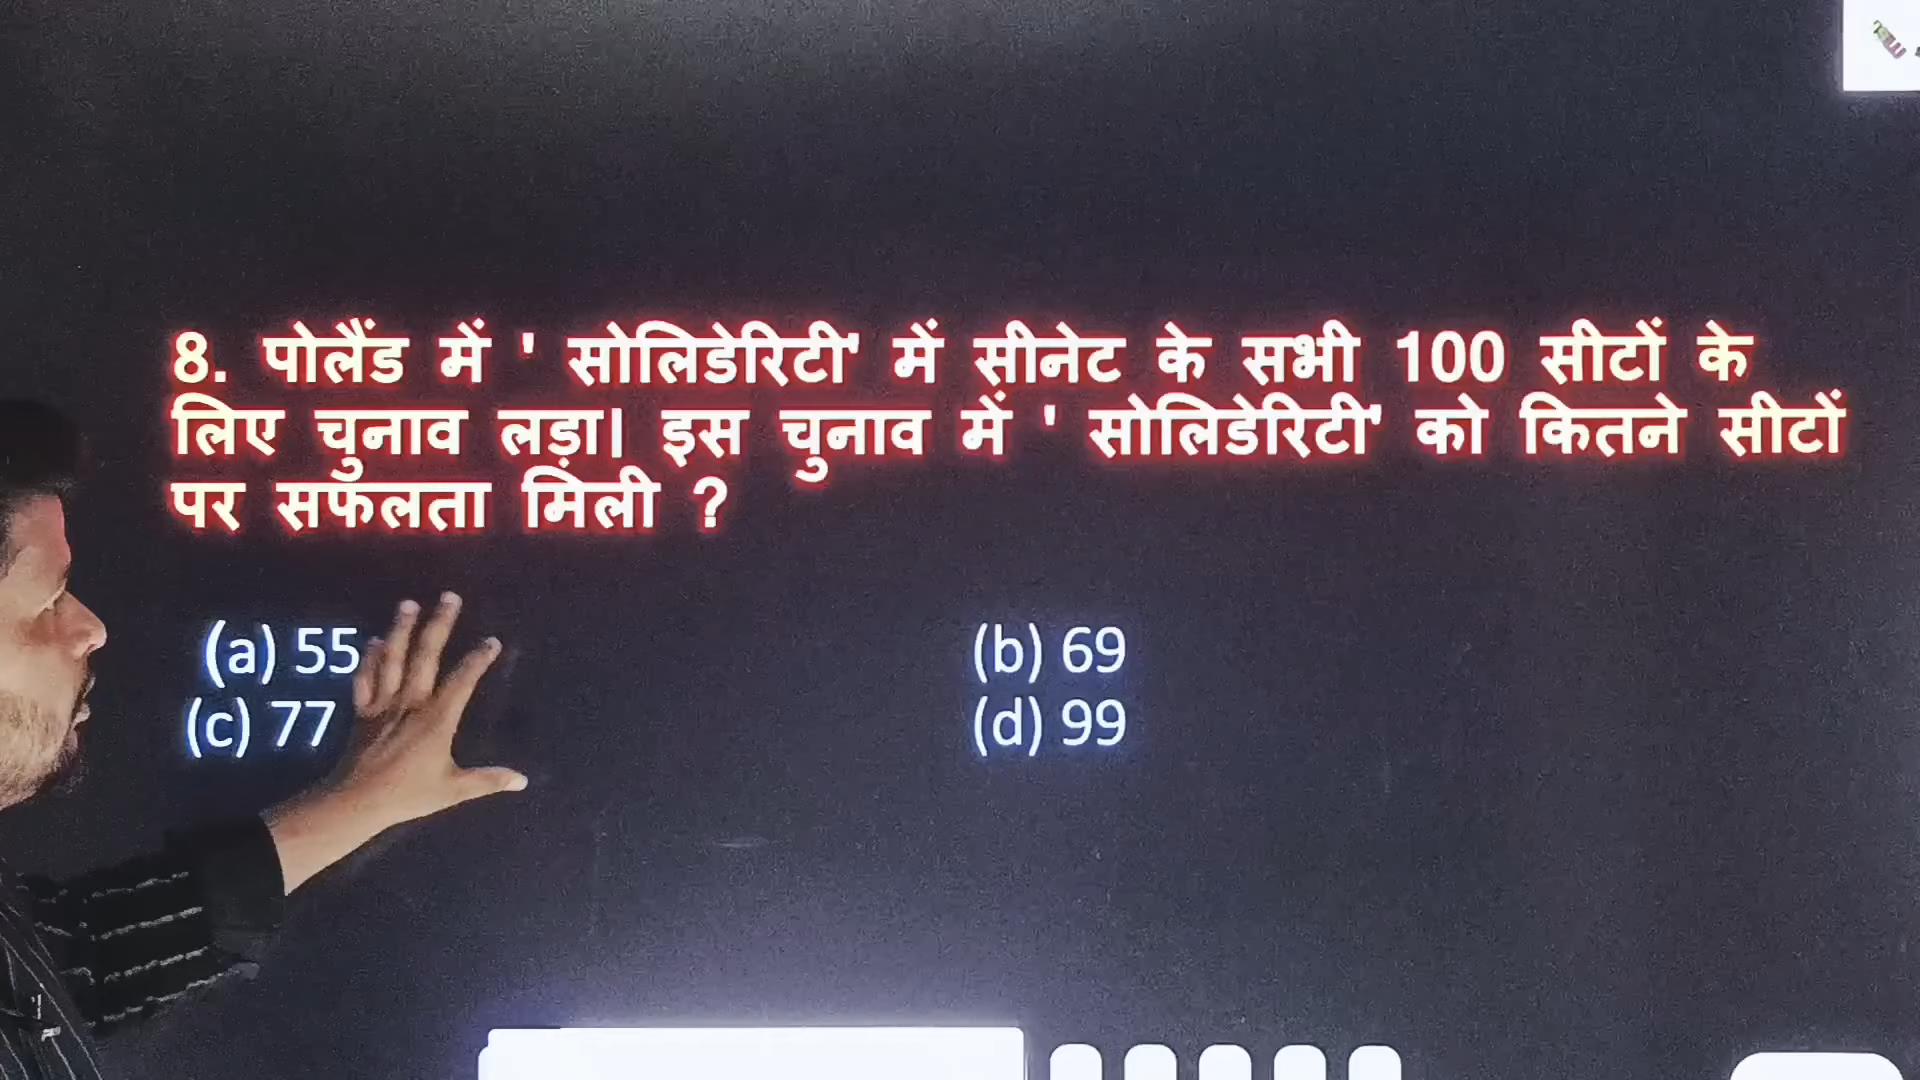 8. पोलैंड में ' सोलिडेरिटी' में सीनेट के सभी 100 सीटों के
लिए चुनाव लड़ा। इस चुनाव में ' सोलिडेरिटी' को कितने सीटों
पर सफलता मिली ?
(a) 55 (b) 69
(c) 77 (d) 99